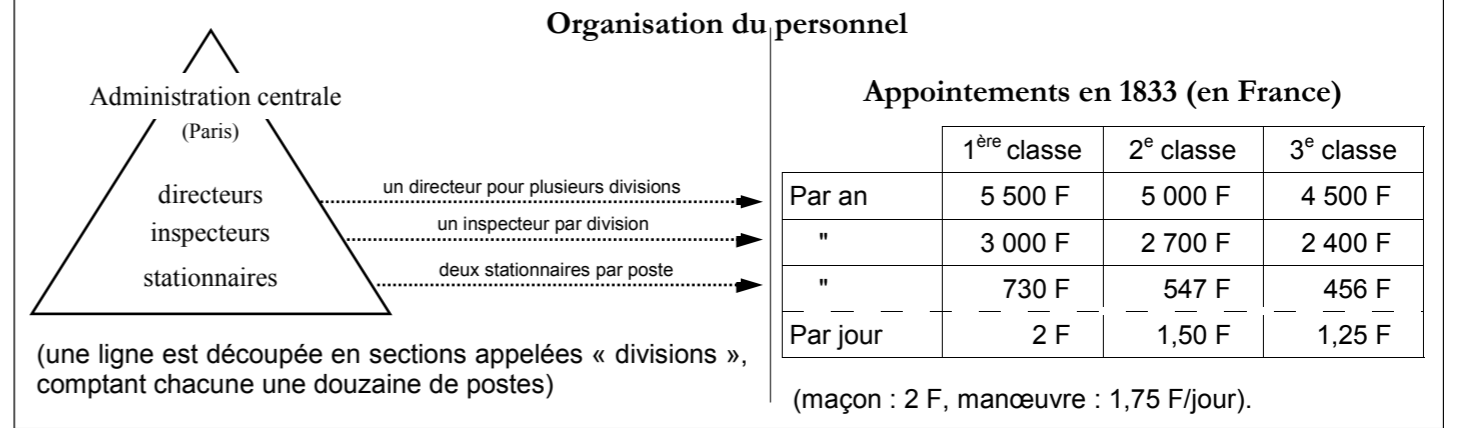 Organisation du personnel
Administration centrale
(Paris)
directeurs
inspecteurs
stationnaires
un directeur pour plusieurs divisions
un inspecteur par division
deux stationnaires par poste
(une ligne est découpée en sections appelées « divisions »,
comptant chacune une douzaine de postes)
Appointements en 1833 (en France)
1ère classe 2e classe 3e classe
Par an 5 500 F 5 000 F 4 500 F
" 3 000 F 2 700 F 2 400 F
" 730 F 547 F 456 F
Par jour 2 F 1,50 F 1,25 F
(maçon : 2 F, manœuvre : 1,75 F/jour).